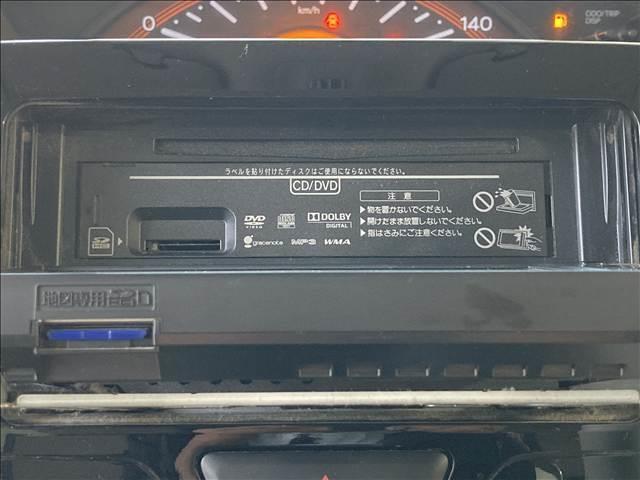 0
km/h
140
ODO/TRIP
DISP
ラベルを貼り付けたディスクはご使用にならないでください。
CD/DVD
注意
▶物を置かないでください。
▶開けたまま放置しないでください。
▶指はさみにご注意ください。
SD
DVD
VIDEO
DOLBY
DIGITAL
gracenote
MP3
WMA
地図専用SD